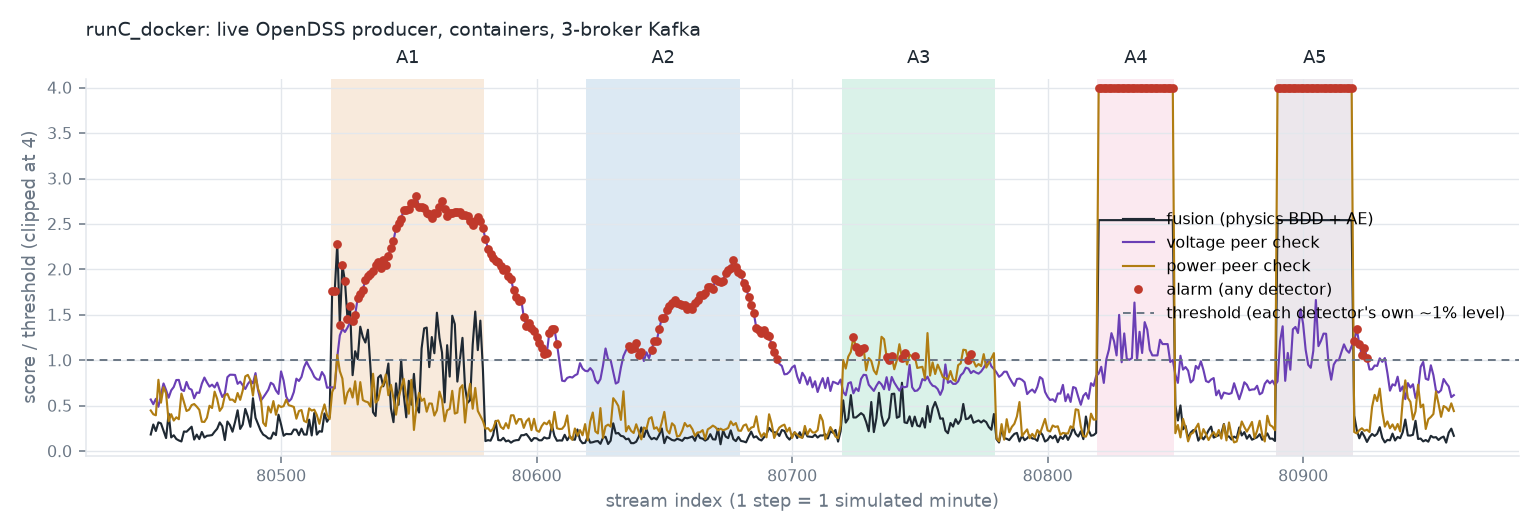 runC_docker: live OpenDSS producer, containers, 3-broker Kafka
A1 A2 A3 A4 A5
score / threshold (clipped at 4)
4.0
3.5
3.0
2.5
2.0
1.5
1.0
0.5
0.0
fusion (physics BDD + AE)
voltage peer check
power peer check
alarm (any detector)
threshold (each detector's own ~1% level)
80500 80600 80700 80800 80900
stream index (1 step = 1 simulated minute)